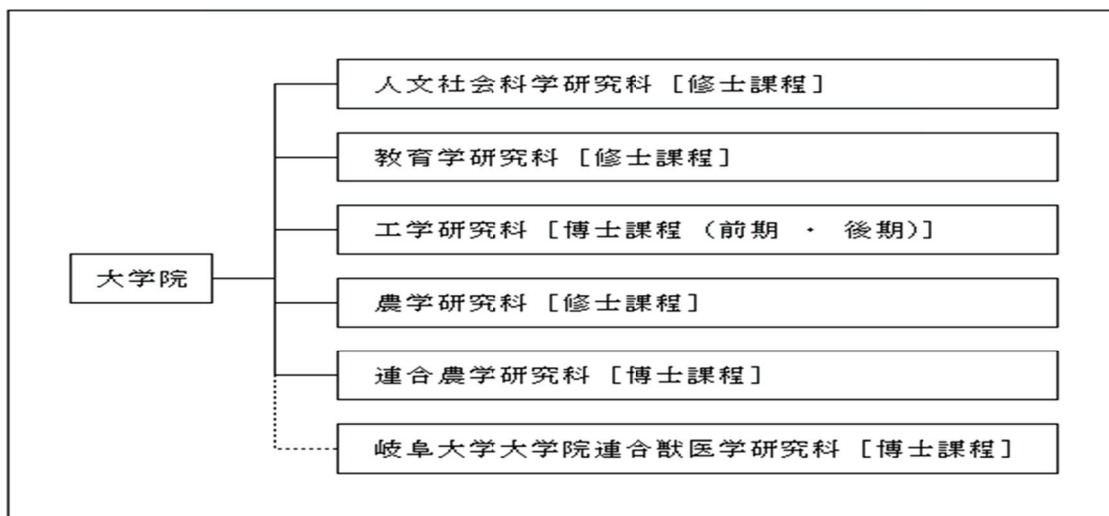 人文社会科学研究科 [修士課程]
教育学研究科 [修士課程]
工学研究科 [博士課程 (前期 ・ 後期)]
大学院
農学研究科 [修士課程]
連合農学研究科 [博士課程]
岐阜大学大学院連合獣医学研究科 [博士課程]